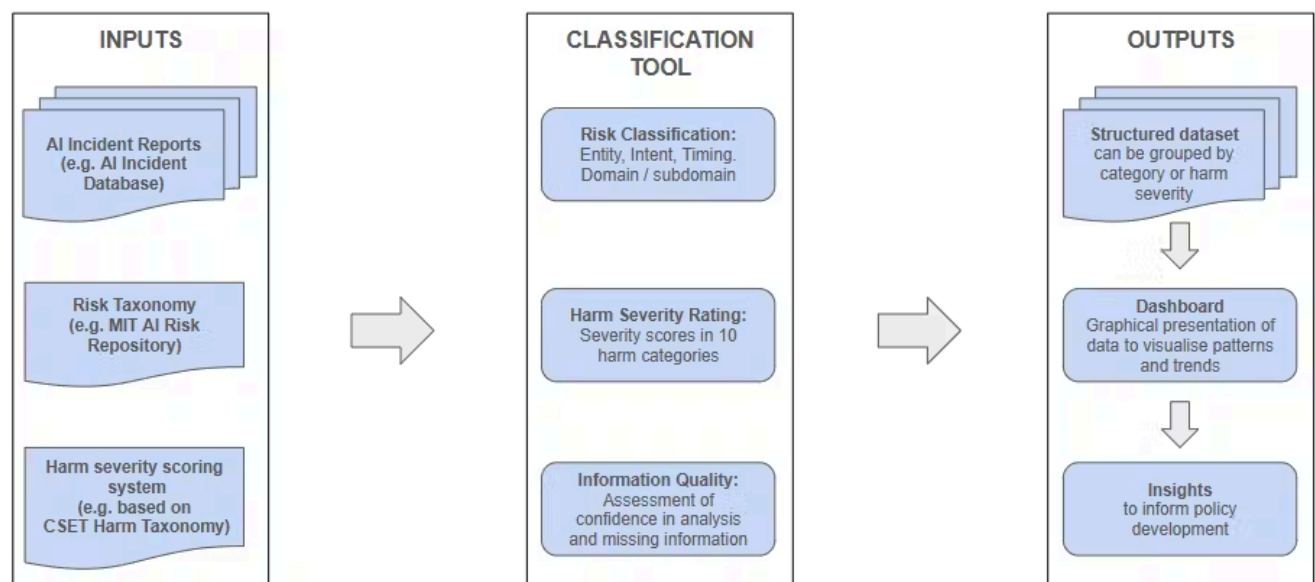 INPUTS
AI Incident Reports
(e.g. AI Incident
Database)
Risk Taxonomy
(e.g. MIT AI Risk
Repository)
Harm severity scoring
system
(e.g. based on
CSET Harm Taxonomy)
CLASSIFICATION
TOOL
Risk Classification:
Entity, Intent, Timing.
Domain / subdomain
Harm Severity Rating:
Severity scores in 10
harm categories
Information Quality:
Assessment of
confidence in analysis
and missing information
OUTPUTS
Structured dataset
can be grouped by
category or harm
severity
Dashboard
Graphical presentation of
data to visualise patterns
and trends
Insights
to inform policy
development